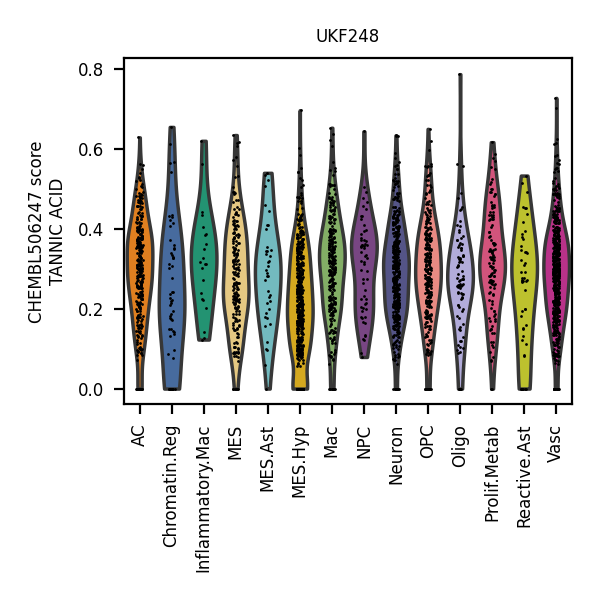 UKF248
CHEMBL506247 score
TANNIC ACID
0.8
0.6
0.4
0.2
0.0
AC
Chromatin.Reg
Inflammatory.Mac
MES
MES.Ast
MES.Hyp
Mac
NPC
Neuron
OPC
Oligo
Prolif.Metab
Reactive.Ast
Vasc